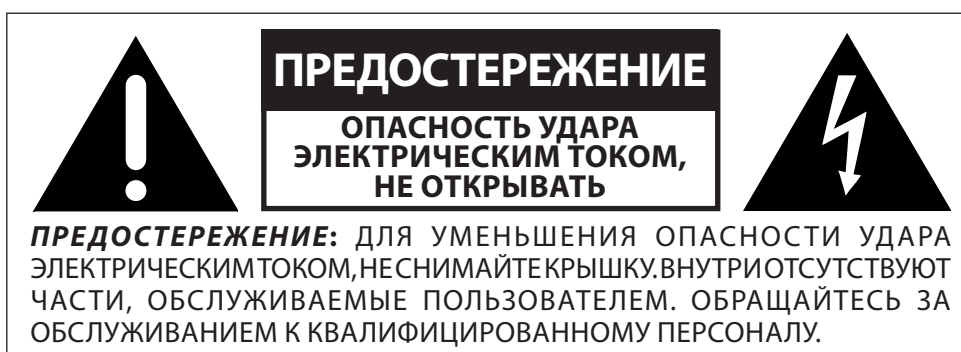 ПРЕДОСТЕРЕЖЕНИЕ
ОПАСНОСТЬ УДАРА
ЭЛЕКТРИЧЕСКИМ ТОКОМ,
НЕ ОТКРЫВАТЬ
ПРЕДОСТЕРЕЖЕНИЕ: ДЛЯ УМЕНЬШЕНИЯ ОПАСНОСТИ УДАРА
ЭЛЕКТРИЧЕСКИМ ТОКОМ, НЕ СНИМАЙТЕ КРЫШКУ. ВНУТРИ ОТСУТСТВУЮТ
ЧАСТИ, ОБСЛУЖИВАЕМЫЕ ПОЛЬЗОВАТЕЛЕМ. ОБРАЩАЙТЕСЬ ЗА
ОБСЛУЖИВАНИЕМ К КВАЛИФИЦИРОВАННОМУ ПЕРСОНАЛУ.